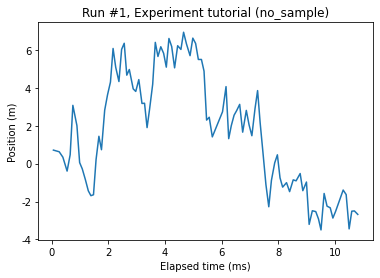 Run #1, Experiment tutorial (no_sample)
Position (m)
6
4
2
0
-2
-4
0 2 4 6 8 10
Elapsed time (ms)